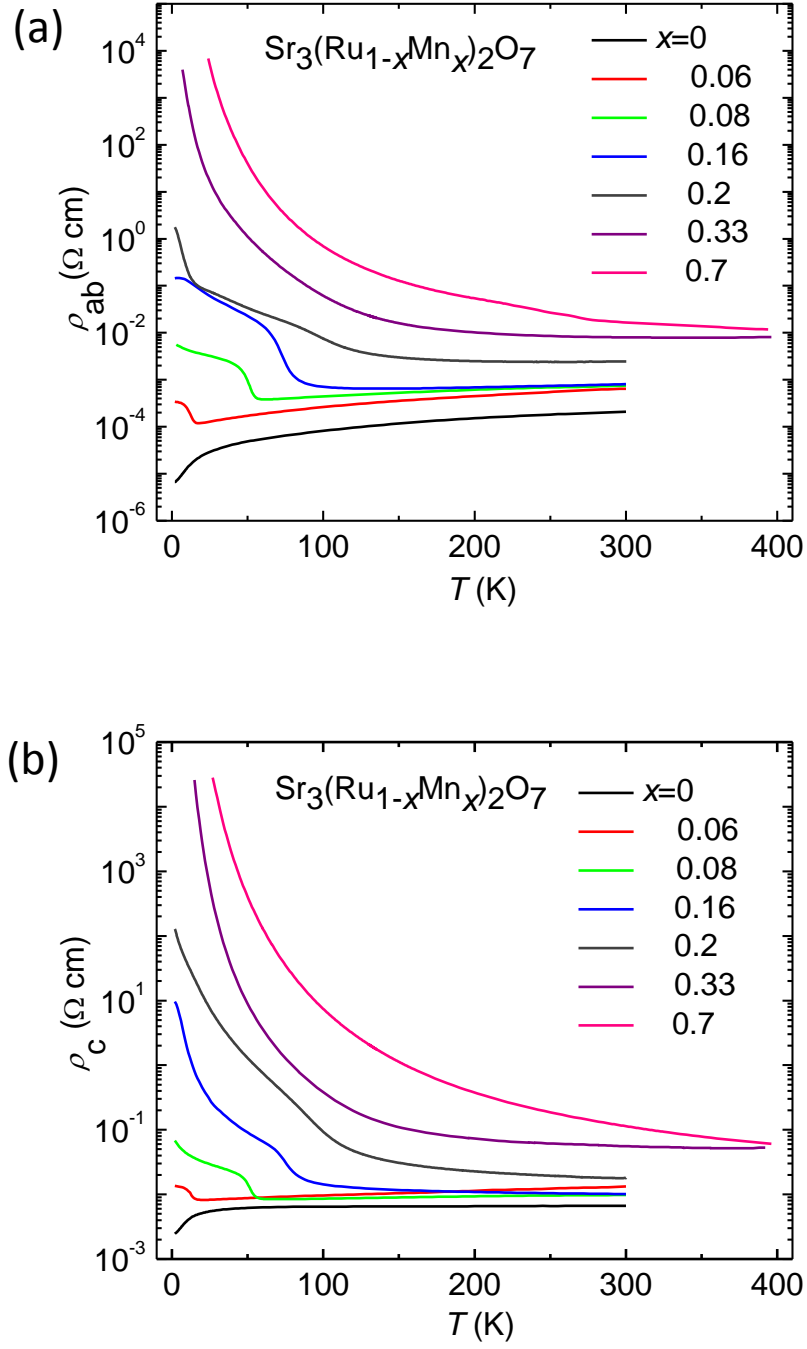 (a)
Sr3(Ru1-xMnx)2O7
x=0
0.06
0.08
0.16
0.2
0.33
0.7
10^4
10^2
10^0
10^-2
10^-4
10^-6
ρab(Ω cm)
0 100 200 300 400
T (K)
(b)
Sr3(Ru1-xMnx)2O7
x=0
0.06
0.08
0.16
0.2
0.33
0.7
10^5
10^3
10^1
10^-1
10^-3
ρc (Ω cm)
0 100 200 300 400
T (K)